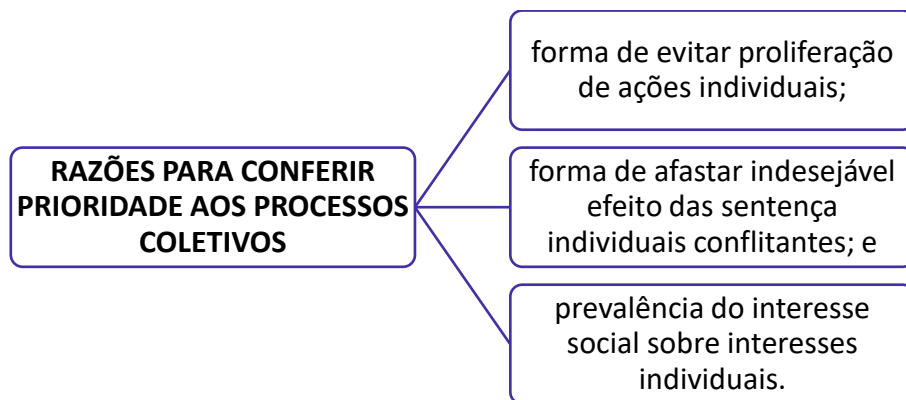 RAZÕES PARA CONFERIR
PRIORIDADE AOS PROCESSOS
COLETIVOS
forma de evitar proliferação
de ações individuais;
forma de afastar indesejável
efeito das sentença
individuais conflitantes; e
prevalência do interesse
social sobre interesses
individuais.